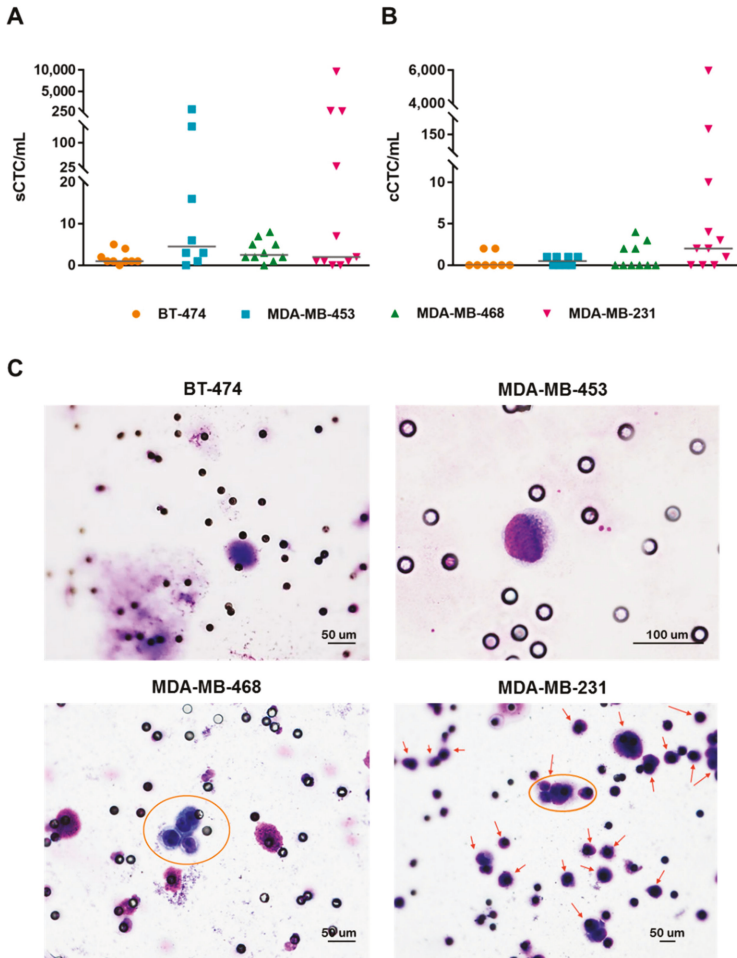 A
B
10,000
5,000
250
100
25
20
10
0
sCTC/mL
6,000
4,000
150
10
5
0
cCTC/mL
BT-474 MDA-MB-453 MDA-MB-468 MDA-MB-231
C
BT-474 MDA-MB-453
50 um 100 um
MDA-MB-468 MDA-MB-231
50 um 50 um